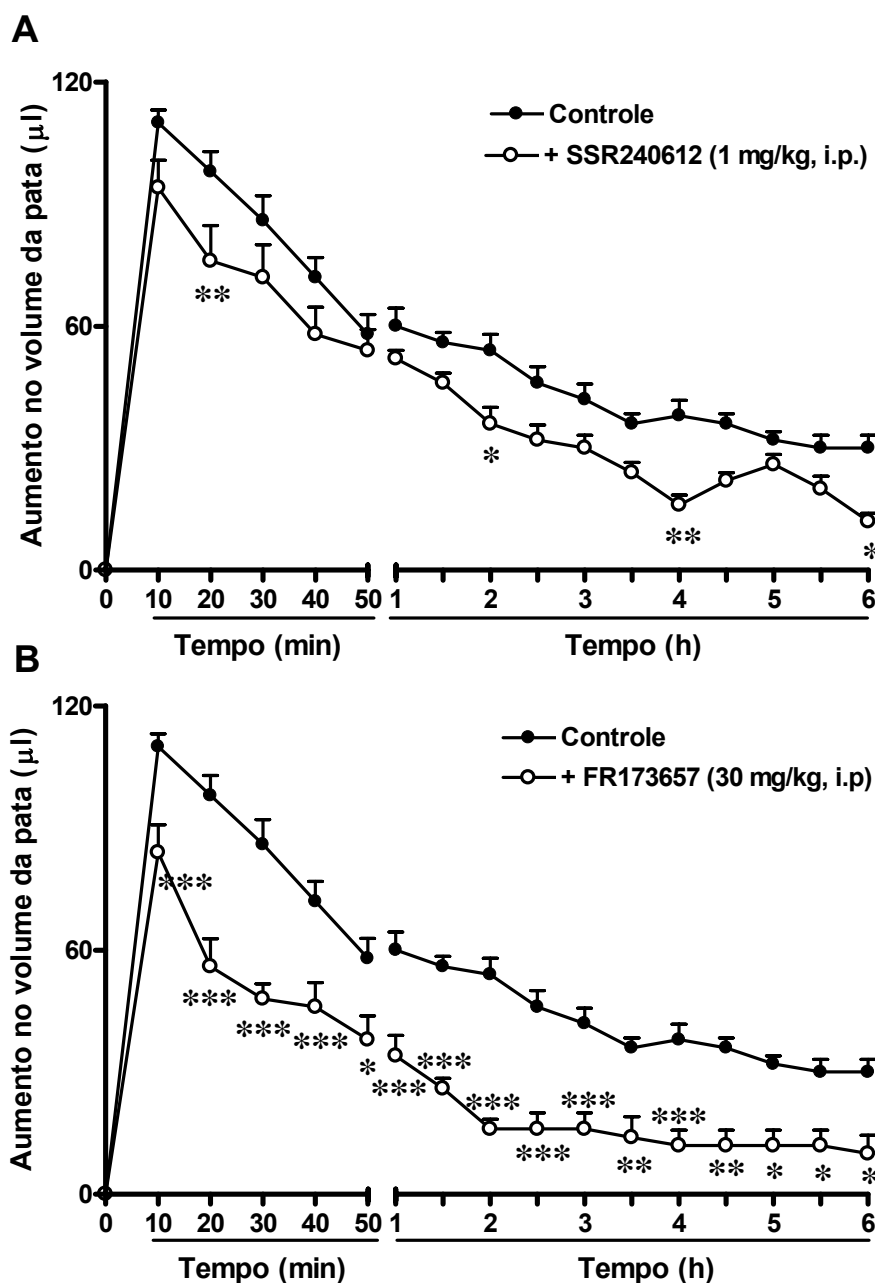 A
Aumento no volume da pata (µl)
120
60
0
Controle
+ SSR240612 (1 mg/kg, i.p.)
**
*
**
*
0 10 20 30 40 50 1 2 3 4 5 6
Tempo (min) Tempo (h)
B
Aumento no volume da pata (µl)
120
60
0
Controle
+ FR173657 (30 mg/kg, i.p)
***
***
***
***
*
***
***
***
***
***
**
***
**
*
*
*
0 10 20 30 40 50 1 2 3 4 5 6
Tempo (min) Tempo (h)